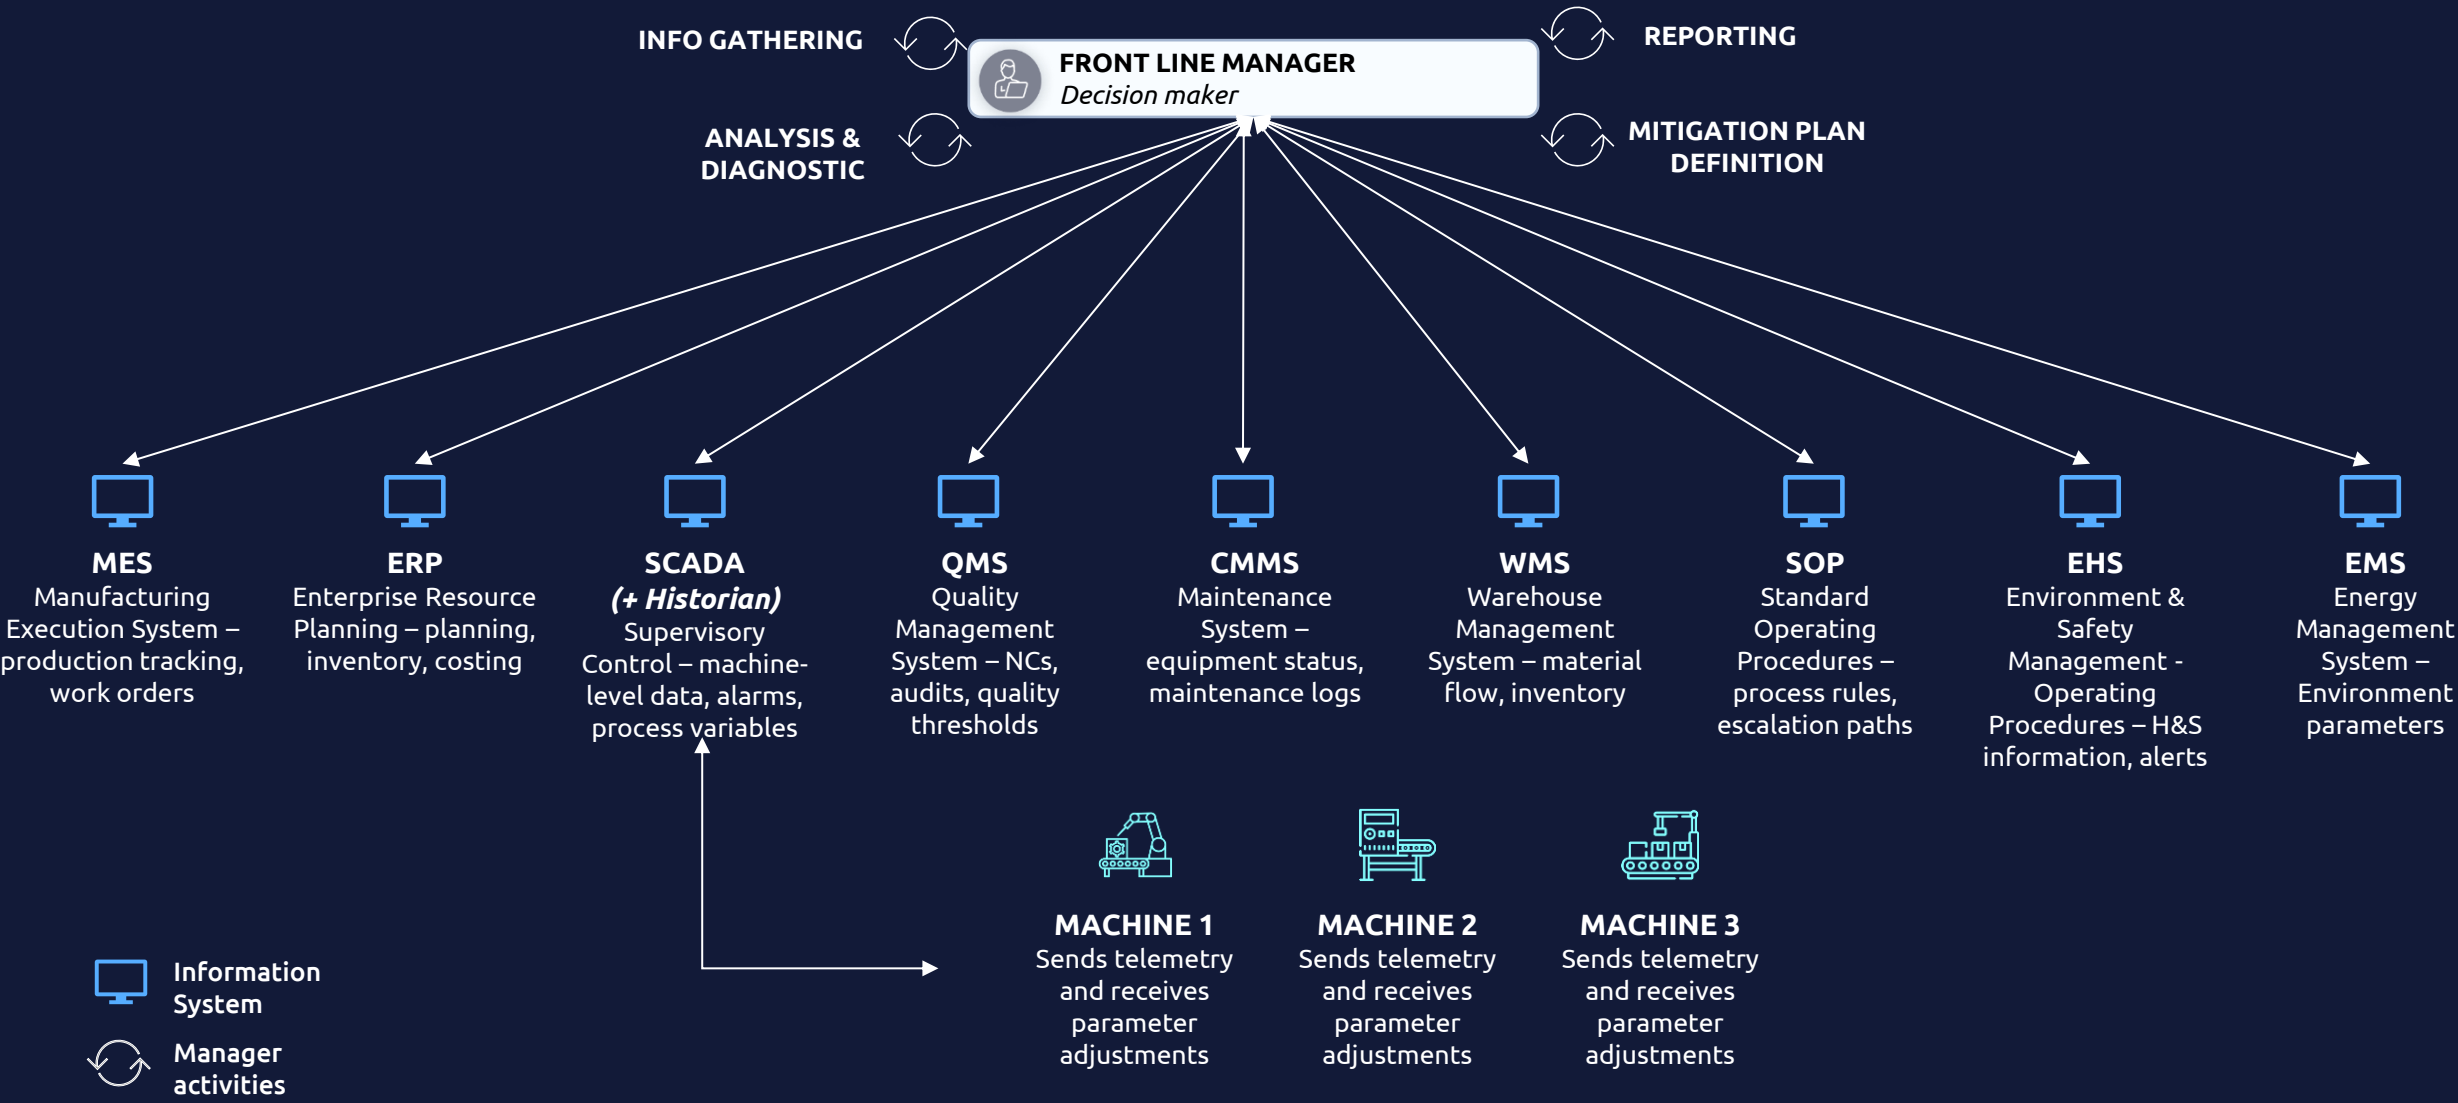 INFO GATHERING
REPORTING
FRONT LINE MANAGER
Decision maker
ANALYSIS &
DIAGNOSTIC
MITIGATION PLAN
DEFINITION
MES
Manufacturing
Execution System –
production tracking,
work orders
ERP
Enterprise Resource
Planning – planning,
inventory, costing
SCADA
(+ Historian)
Supervisory
Control – machine-
level data, alarms,
process variables
QMS
Quality
Management
System – NCs,
audits, quality
thresholds
CMMS
Maintenance
System –
equipment status,
maintenance logs
WMS
Warehouse
Management
System – material
flow, inventory
SOP
Standard
Operating
Procedures –
process rules,
escalation paths
EHS
Environment &
Safety
Management -
Operating
Procedures – H&S
information, alerts
EMS
Energy
Management
System –
Environment
parameters
MACHINE 1
Sends telemetry
and receives
parameter
adjustments
MACHINE 2
Sends telemetry
and receives
parameter
adjustments
MACHINE 3
Sends telemetry
and receives
parameter
adjustments
Information
System
Manager
activities